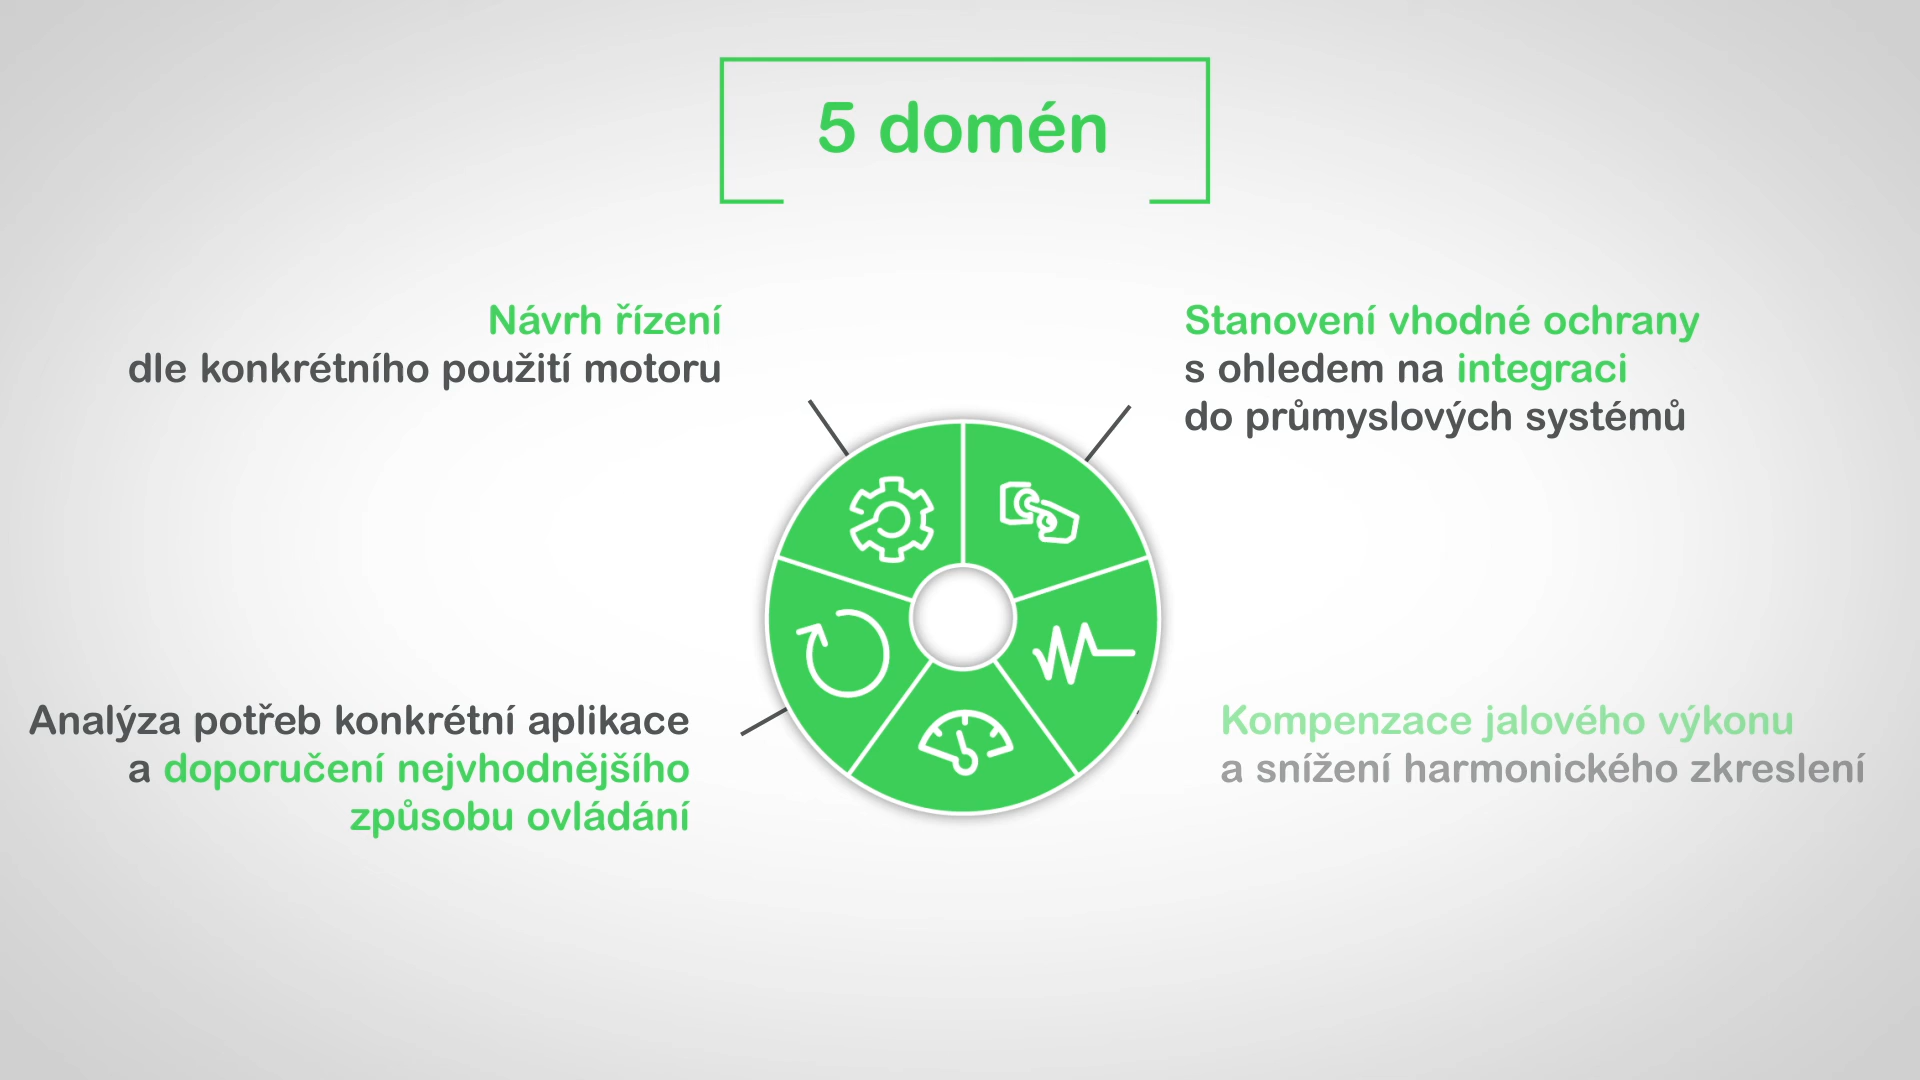 5 domén
Návrh řízení
dle konkrétního použití motoru
Stanovení vhodné ochrany
s ohledem na integraci
do průmyslových systémů
Analýza potřeb konkrétní aplikace
a doporučení nejvhodnějšího
způsobu ovládání
Kompenzace jalového výkonu
a snížení harmonického zkreslení